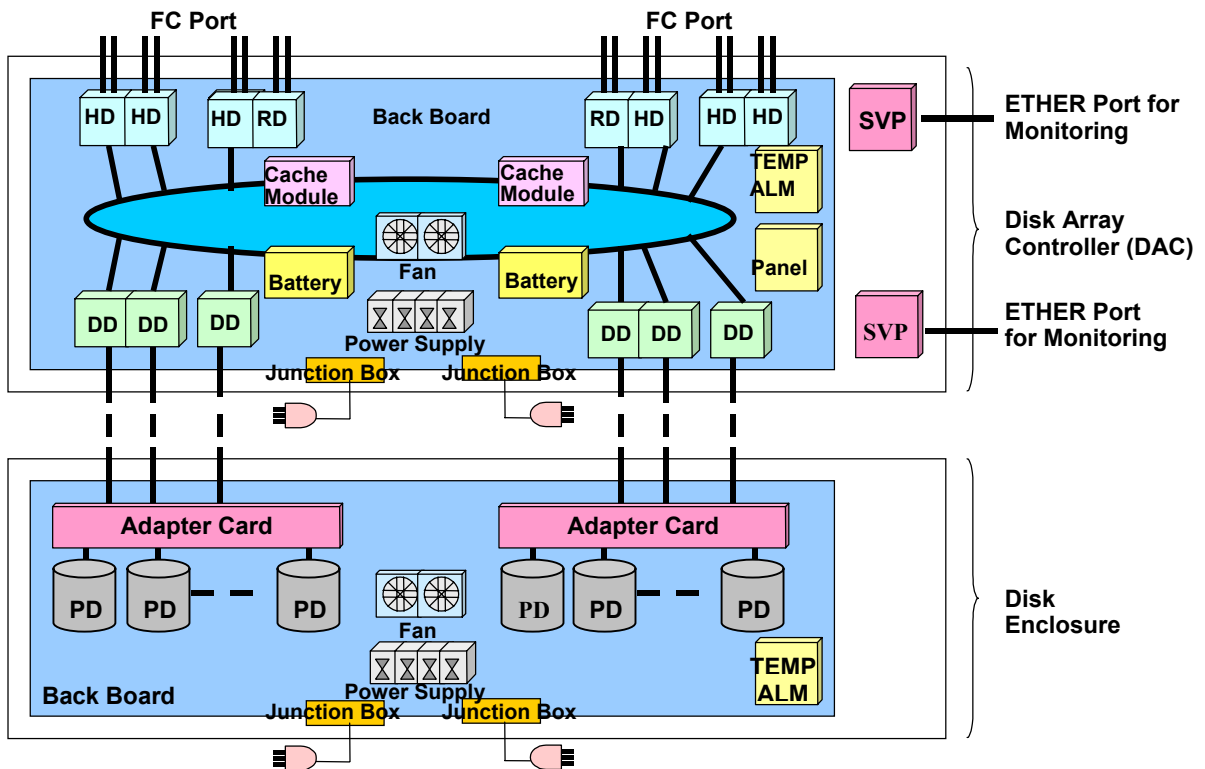 FC Port
FC Port
HD
HD
HD
RD
Back Board
RD
HD
HD
HD
SVP
ETHER Port for
Monitoring
Cache
Module
Cache
Module
TEMP
ALM
Disk Array
Controller (DAC)
Fan
Battery
Battery
Panel
DD
DD
DD
Power Supply
DD
DD
DD
SVP
ETHER Port
for Monitoring
Junction Box
Junction Box
Adapter Card
Adapter Card
PD
PD
PD
Fan
PD
PD
PD
Disk
Enclosure
TEMP
ALM
Back Board
Power Supply
Junction Box
Junction Box